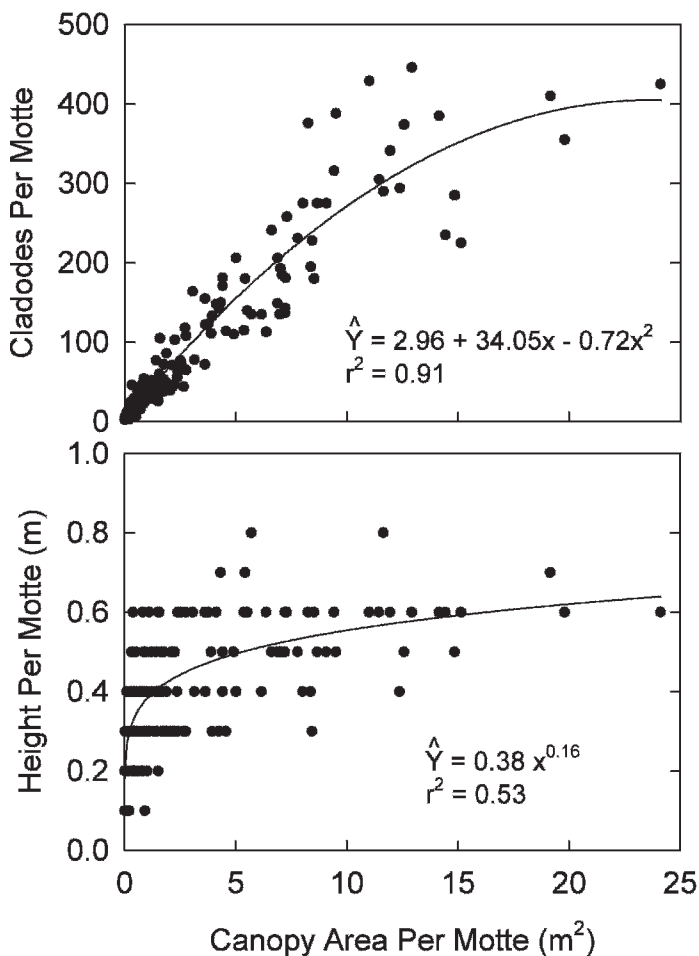 500
400
300
200
100
0
Cladodes Per Motte
Ŷ = 2.96 + 34.05x - 0.72x²
r² = 0.91
1.0
0.8
0.6
0.4
0.2
0.0
Height Per Motte (m)
Ŷ = 0.38 x^0.16
r² = 0.53
0 5 10 15 20 25
Canopy Area Per Motte (m²)